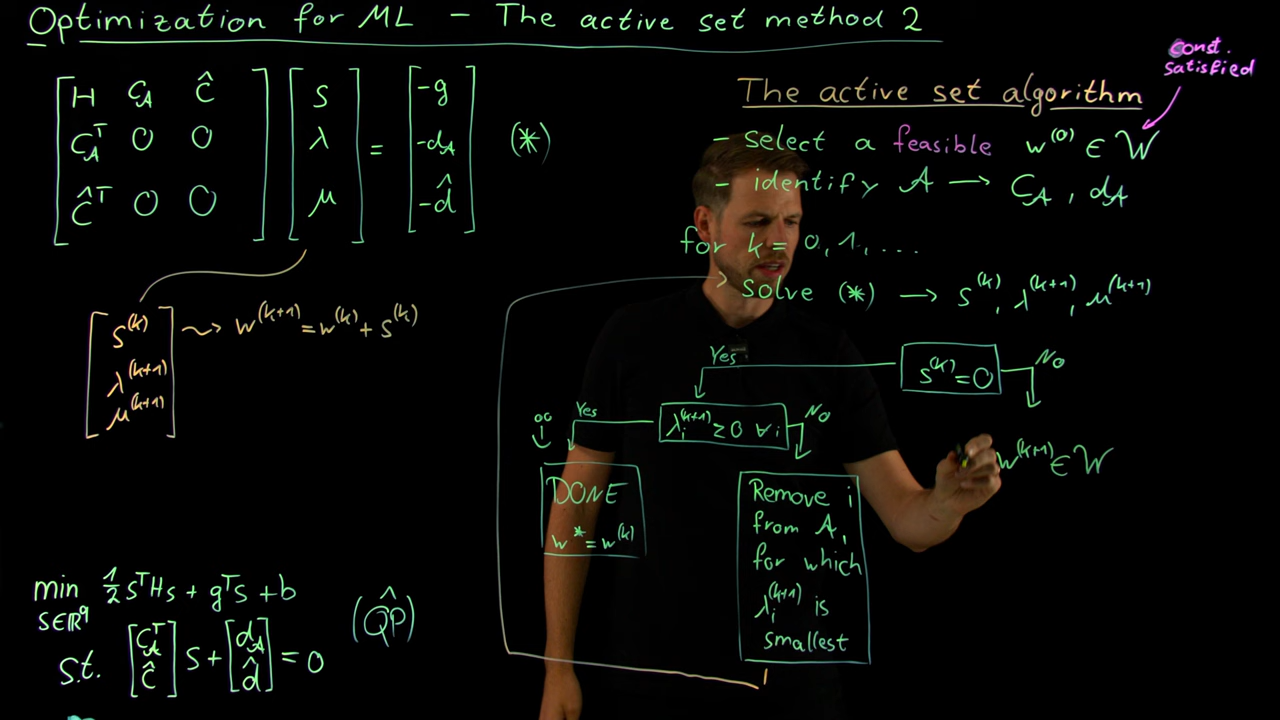 Optimization for ML – The active set method 2
[ H C_A Ĉ ] [ s ] = [ -g ]
[ C_A^T 0 0 ] [ λ ] = [ -d_A ] (*)
[ Ĉ^T 0 0 ] [ μ ] = [ -d̂ ]
[ s^(k) ] ⇝ w^(k+1) = w^(k) + s^(k)
[ λ^(k+1) ]
[ μ^(k+1) ]
min 1/2 s^T H s + g^T s + b
s∈ℝ^q
s.t. [ C_A^T ; Ĉ ] s + [ d_A ; d̂ ] = 0
(Q̂P)
const.
satisfied
The active set algorithm
- select a feasible w^(0) ∈ W
- identify A → C_A, d_A
for k = 0, 1, ...
solve (*) → s^(k), λ^(k+1), μ^(k+1)
s^(k) = 0
Yes
No
λ_i^(k+1) ≥ 0 ∀i
Yes
No
DONE
w* = w^(k)
Remove i
from A,
for which
λ_i^(k+1) is
smallest
w^(k+1) ∈ W